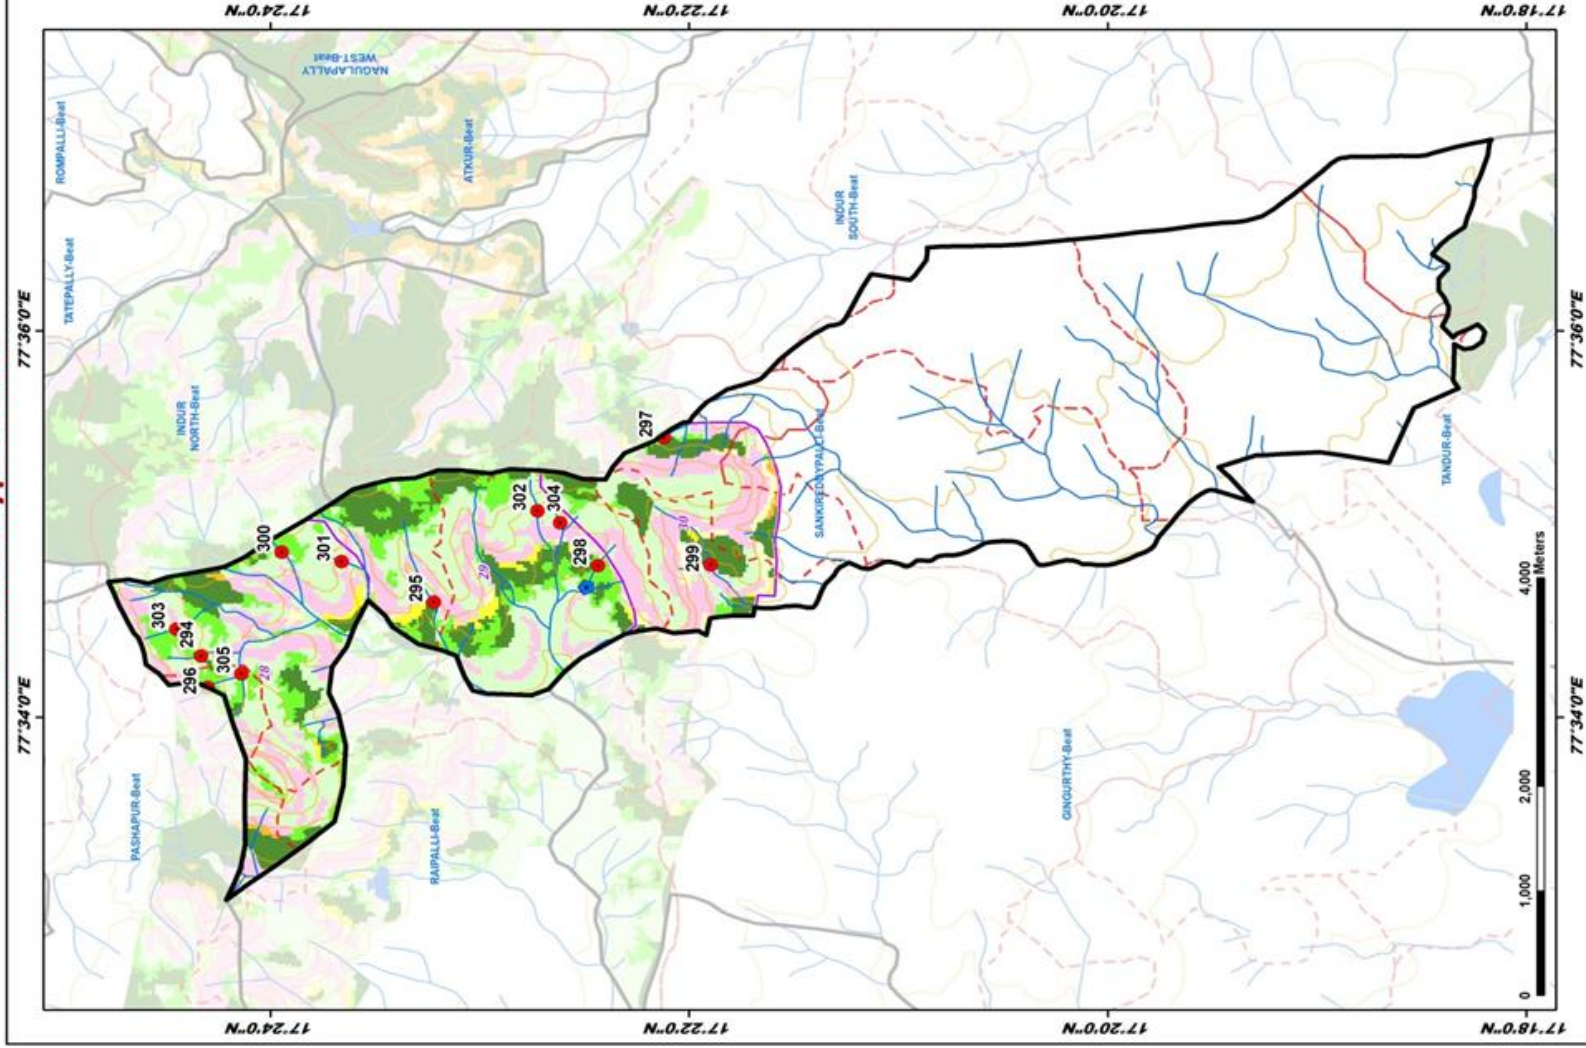 17°24'0"N
17°22'0"N
17°20'0"N
17°18'0"N
77°36'0"E
77°34'0"E
77°36'0"E
77°34'0"E
17°24'0"N
17°22'0"N
17°20'0"N
17°18'0"N
ROMPALLI-Beat
NAGULAPALLY
WEST-Beat
ATKUR-Beat
TATEPALLY-Beat
INDUR
SOUTH-Beat
INDUR
NORTH-Beat
SANKIREDDYPALLI-Beat
TANDUR-Beat
PASHAPUR-Beat
RAIPALLI-Beat
GINGURTHY-Beat
297
302
304
300
301
298
299
295
303
294
305
296
28
29
30
0
1,000
2,000
4,000
Meters